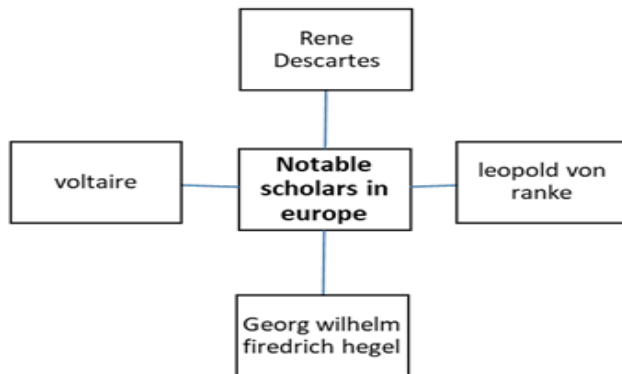 Rene
Descartes
voltaire
Notable
scholars in
europe
leopold von
ranke
Georg wilhelm
firedrich hegel